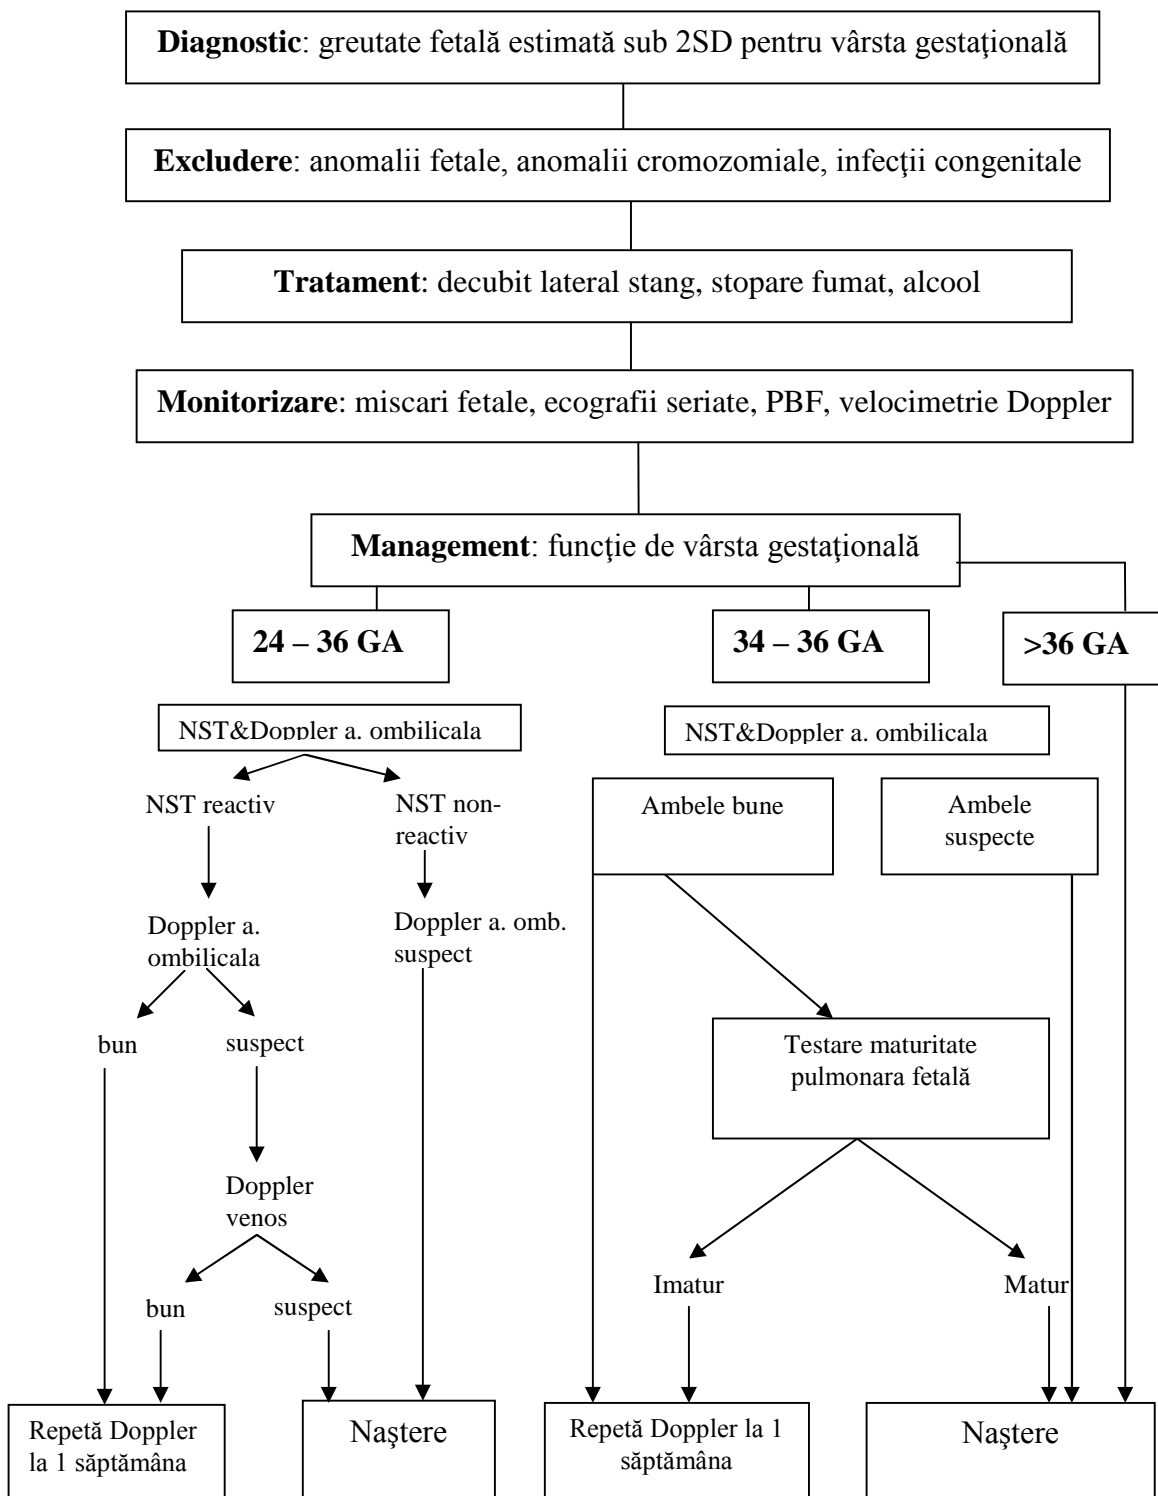 Diagnostic: greutate fetală estimată sub 2SD pentru vârsta gestaţională
Excludere: anomalii fetale, anomalii cromozomiale, infecţii congenitale
Tratament: decubit lateral stang, stopare fumat, alcool
Monitorizare: miscari fetale, ecografii seriate, PBF, velocimetrie Doppler
Management: funcţie de vârsta gestaţională
24 – 36 GA
34 – 36 GA
>36 GA
NST&Doppler a. ombilicala
NST&Doppler a. ombilicala
NST reactiv
NST non-
reactiv
Ambele bune
Ambele
suspecte
Doppler a.
ombilicala
Doppler a. omb.
suspect
bun
suspect
Testare maturitate
pulmonara fetală
Doppler
venos
bun
suspect
Imatur
Matur
Repetă Doppler
la 1 săptămâna
Naştere
Repetă Doppler la 1
săptămâna
Naştere